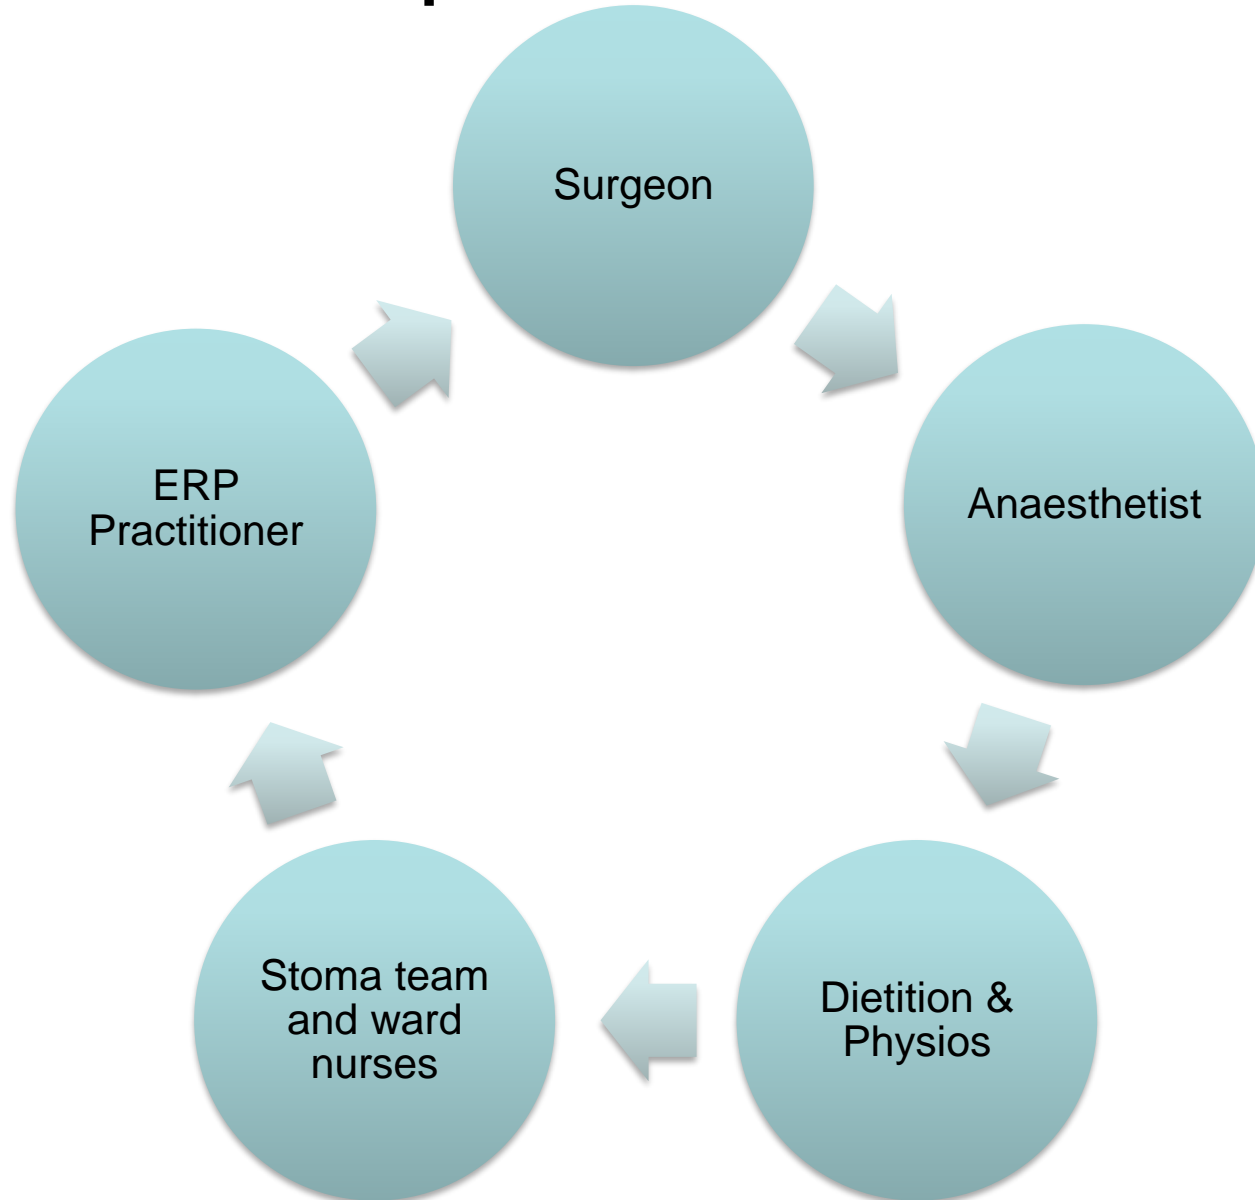 Surgeon
Anaesthetist
Dietition &
Physios
Stoma team
and ward
nurses
ERP
Practitioner